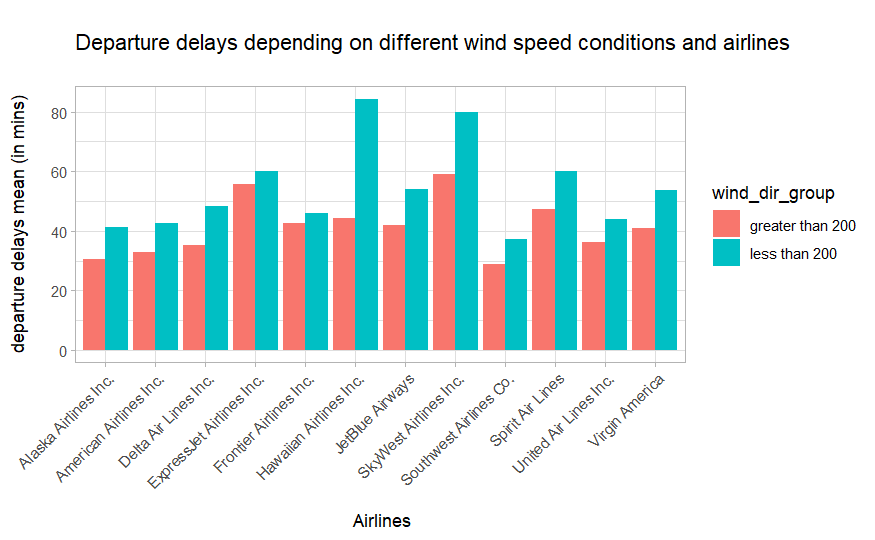 Departure delays depending on different wind speed conditions and airlines
departure delays mean (in mins)
80
60
40
20
0
Alaska Airlines Inc.
American Airlines Inc.
Delta Air Lines Inc.
ExpressJet Airlines Inc.
Frontier Airlines Inc.
Hawaiian Airlines Inc.
JetBlue Airways
SkyWest Airlines Inc.
Southwest Airlines Co.
Spirit Air Lines
United Air Lines Inc.
Virgin America
Airlines
wind_dir_group
greater than 200
less than 200